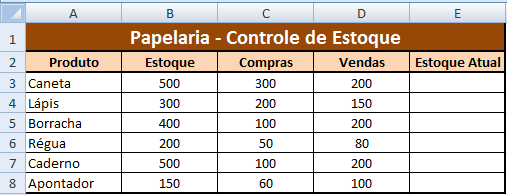 A B C D E
1 Papelaria - Controle de Estoque
2 Produto Estoque Compras Vendas Estoque Atual
3 Caneta 500 300 200
4 Lápis 300 200 150
5 Borracha 400 100 200
6 Régua 200 50 80
7 Caderno 500 100 200
8 Apontador 150 60 100